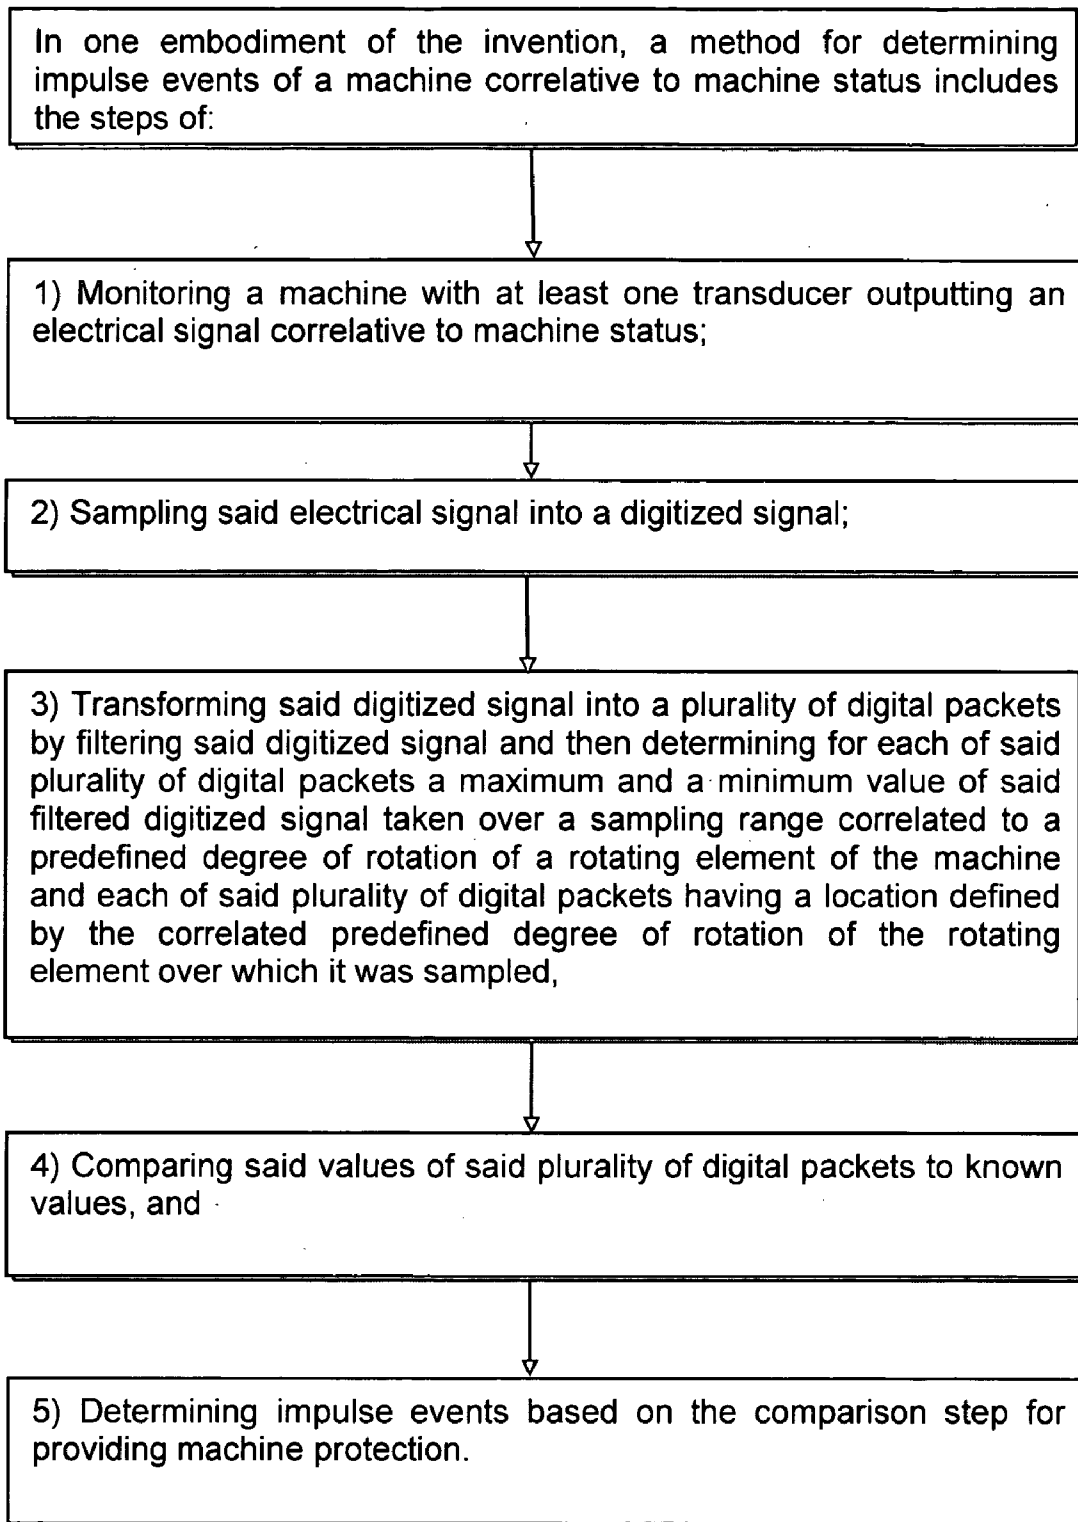 In one embodiment of the invention, a method for determining
impulse events of a machine correlative to machine status includes
the steps of:
1) Monitoring a machine with at least one transducer outputting an
electrical signal correlative to machine status;
2) Sampling said electrical signal into a digitized signal;
3) Transforming said digitized signal into a plurality of digital packets
by filtering said digitized signal and then determining for each of said
plurality of digital packets a maximum and a minimum value of said
filtered digitized signal taken over a sampling range correlated to a
predefined degree of rotation of a rotating element of the machine
and each of said plurality of digital packets having a location defined
by the correlated predefined degree of rotation of the rotating
element over which it was sampled,
4) Comparing said values of said plurality of digital packets to known
values, and
5) Determining impulse events based on the comparison step for
providing machine protection.